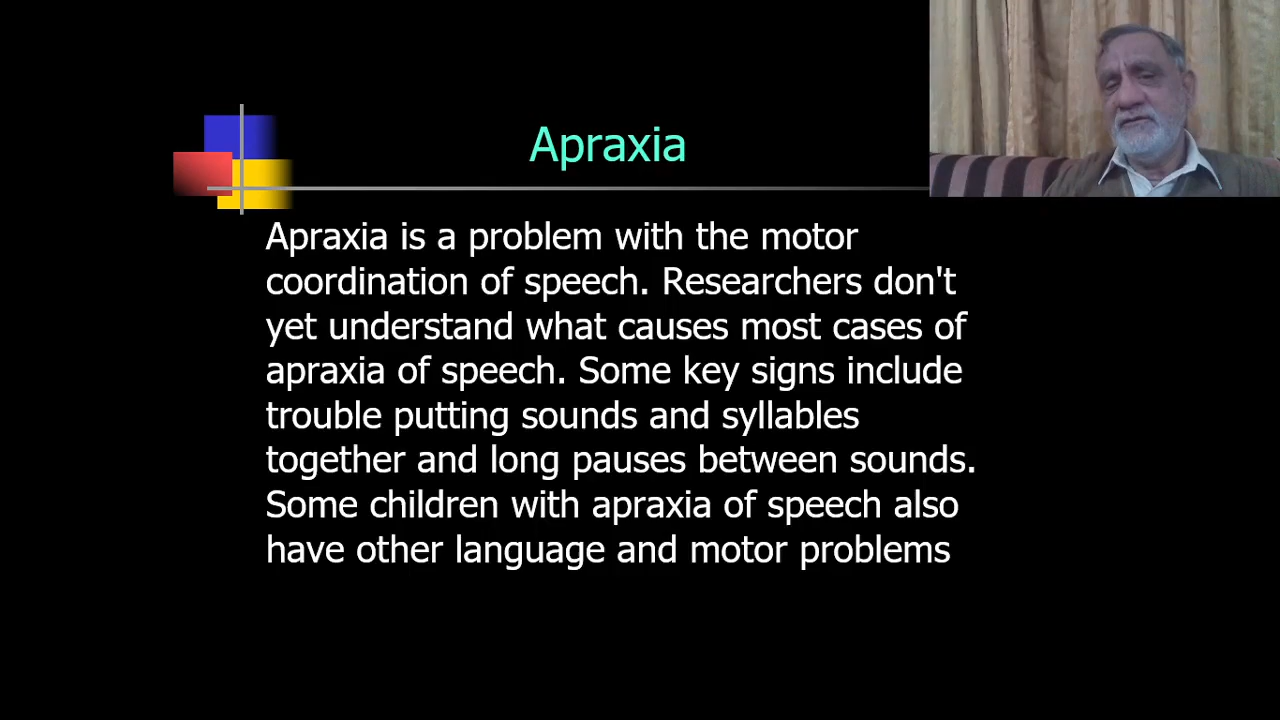 Apraxia
Apraxia is a problem with the motor
coordination of speech. Researchers don't
yet understand what causes most cases of
apraxia of speech. Some key signs include
trouble putting sounds and syllables
together and long pauses between sounds.
Some children with apraxia of speech also
have other language and motor problems